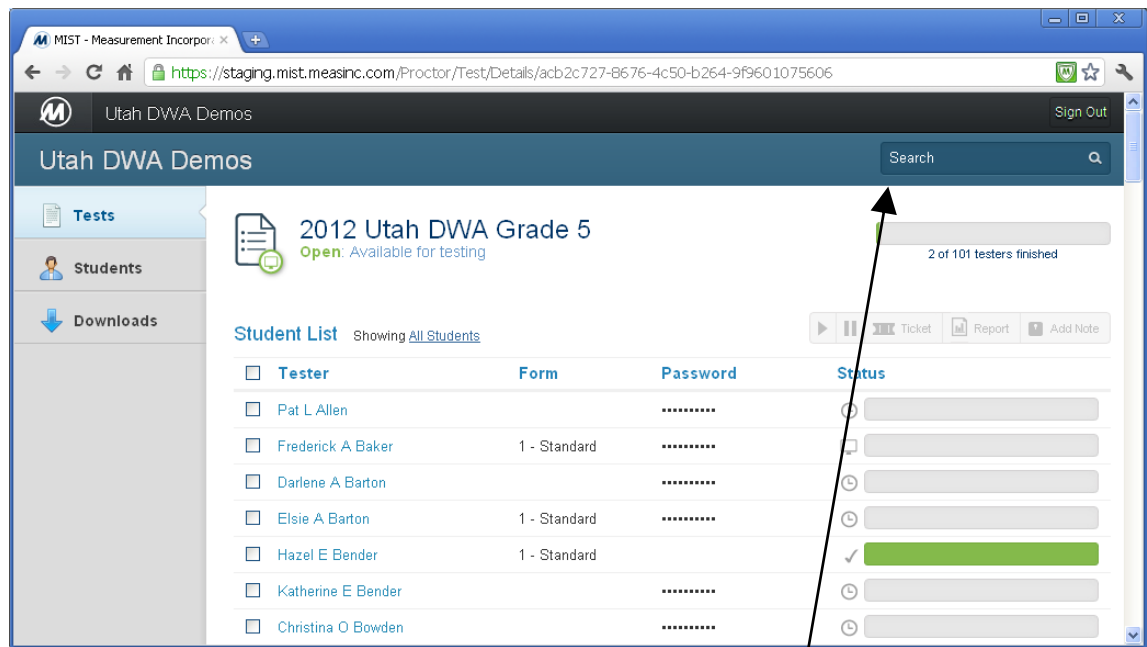 MIST - Measurement Incorpora
https://staging.mist.measinc.com/Proctor/Test/Details/acb2c727-8676-4c50-b264-9f9601075606
Utah DWA Demos
Sign Out
Utah DWA Demos
Search
Tests
Students
Downloads
2012 Utah DWA Grade 5
Open: Available for testing
2 of 101 testers finished
Student List Showing All Students
Ticket Report Add Note
Tester Form Password Status
Pat L Allen ••••••••••
Frederick A Baker 1 - Standard ••••••••••
Darlene A Barton ••••••••••
Elsie A Barton 1 - Standard ••••••••••
Hazel E Bender 1 - Standard
Katherine E Bender ••••••••••
Christina O Bowden ••••••••••